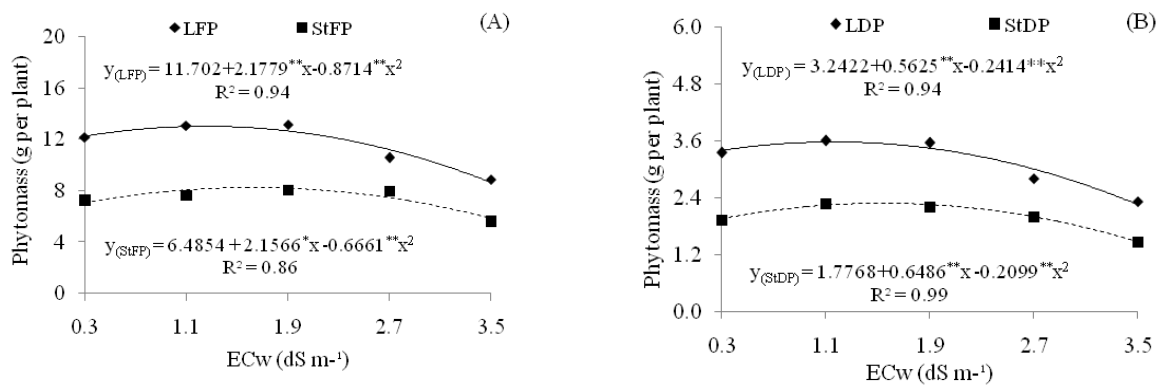 LFP StFP (A)
Phytomass (g per plant)
20
16
12
8
4
0
y(LFP) = 11.702+2.1779**x-0.8714**x²
R² = 0.94
y(StFP) = 6.4854 + 2.1566*x -0.6661**x²
R² = 0.86
0.3 1.1 1.9 2.7 3.5
ECw (dS m-¹)
LDP StDP (B)
Phytomass (g per plant)
6.0
4.8
3.6
2.4
1.2
0.0
y(LDP) = 3.2422+0.5625**x-0.2414**x²
R² = 0.94
y(StDP) = 1.7768+0.6486**x -0.2099**x²
R² = 0.99
0.3 1.1 1.9 2.7 3.5
ECw (dS m-¹)